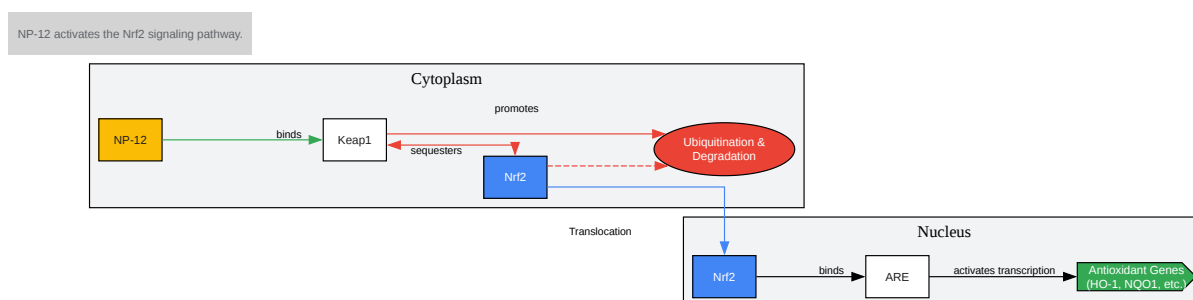 NP-12 activates the Nrf2 signaling pathway.
Cytoplasm
promotes
NP-12
binds
Keap1
sequesters
Ubiquitination &
Degradation
Nrf2
Translocation
Nucleus
Nrf2
binds
ARE
activates transcription
Antioxidant Genes
(HO-1, NQO1, etc.)